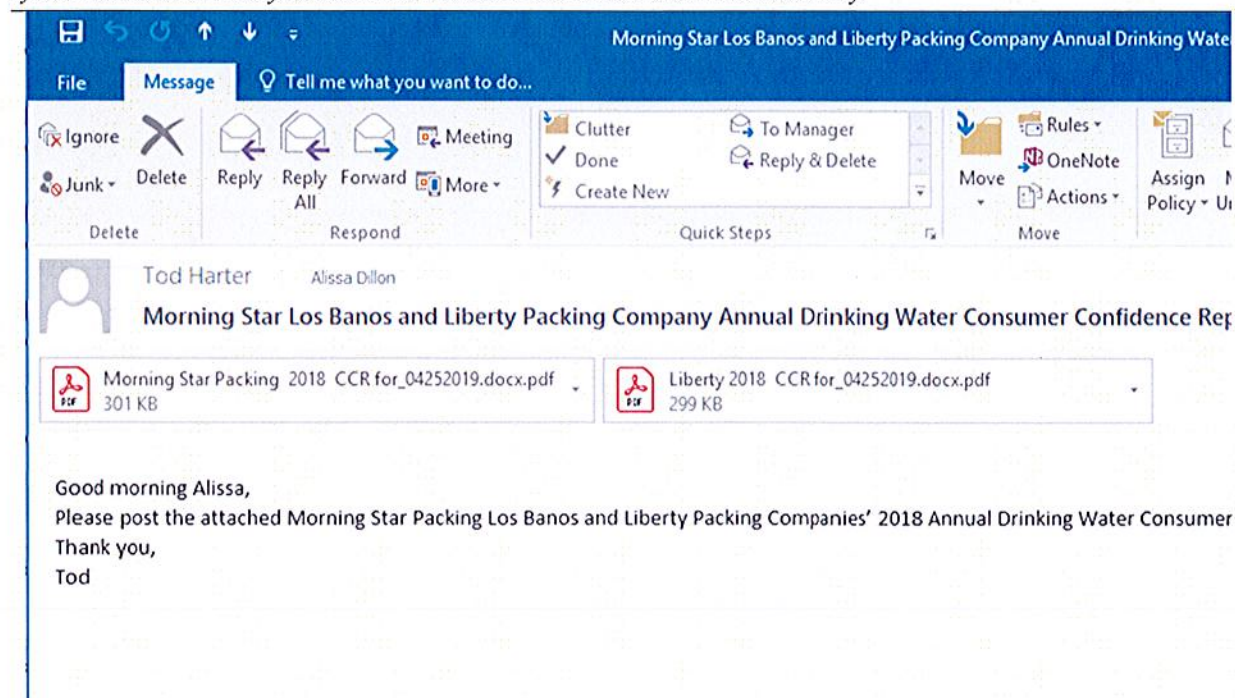 Morning Star Los Banos and Liberty Packing Company Annual Drinking Wate
File Message Tell me what you want to do...
Ignore
Junk
Delete
Reply
Reply All
Forward
Meeting
More
Clutter
Done
Create New
To Manager
Reply & Delete
Move
Rules
OneNote
Actions
Assign
Policy
Delete Respond Quick Steps Move
Tod Harter Alissa Dillon
Morning Star Los Banos and Liberty Packing Company Annual Drinking Water Consumer Confidence Rep
PDF Morning Star Packing 2018 CCR for_04252019.docx.pdf
301 KB
PDF Liberty 2018 CCR for_04252019.docx.pdf
299 KB
Good morning Alissa,
Please post the attached Morning Star Packing Los Banos and Liberty Packing Companies' 2018 Annual Drinking Water Consumer
Thank you,
Tod